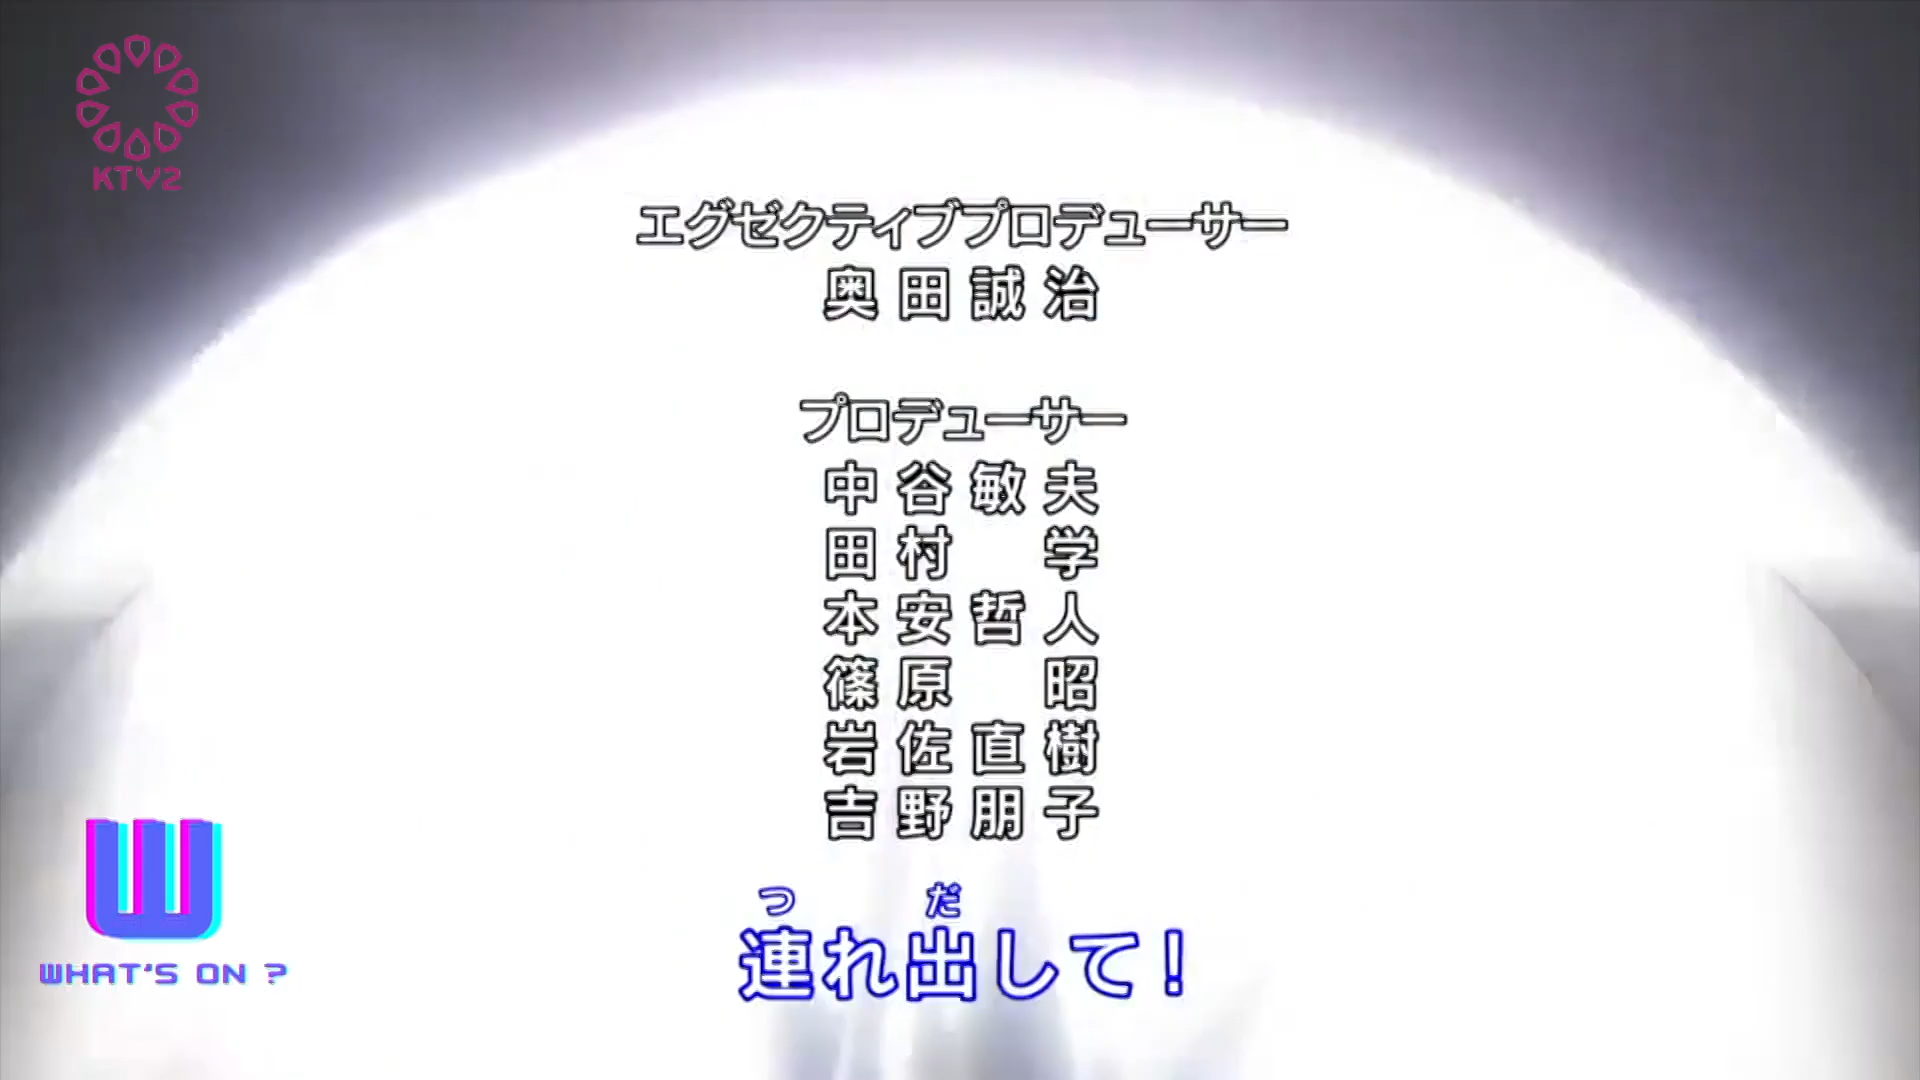 KTV2
エグゼクティブプロデューサー
奥田誠治
プロデューサー
中谷敏夫
田村 学
本安哲人
篠原 昭
岩佐直樹
吉野朋子
つ だ
連れ出して!
W
WHAT'S ON ?